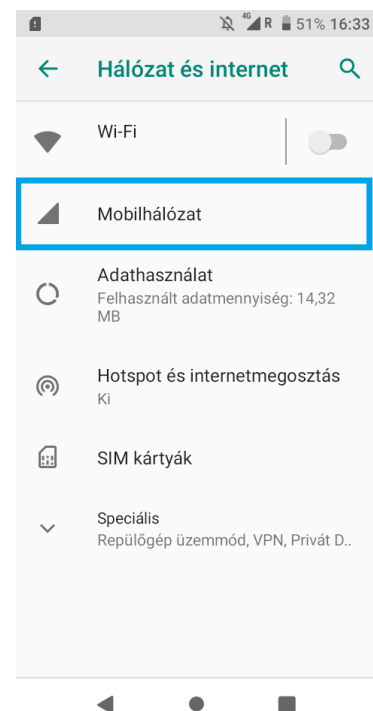 4G R 51% 16:33
Hálózat és internet
Wi-Fi
Mobilhálózat
Adathasználat
Felhasznált adatmennyiség: 14,32
MB
Hotspot és internetmegosztás
Ki
SIM kártyák
Speciális
Repülőgép üzemmód, VPN, Privát D..